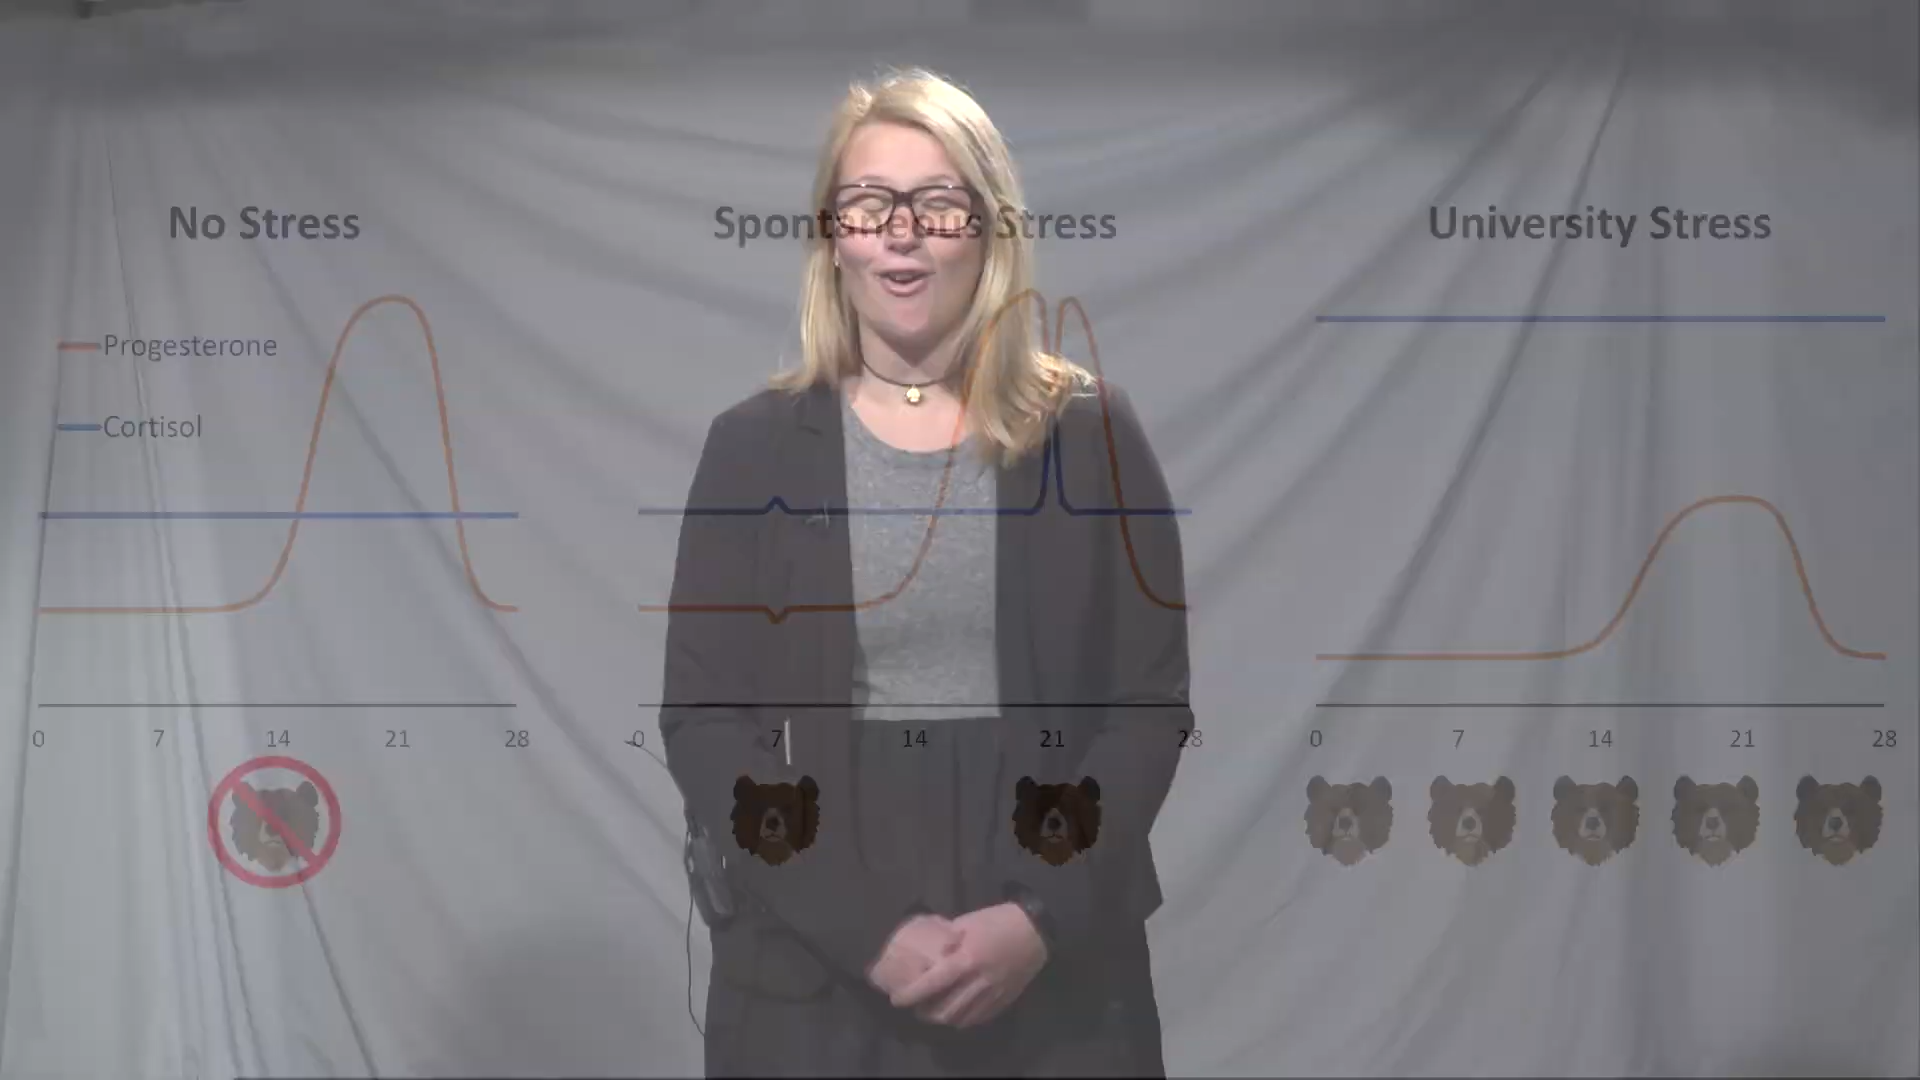 No Stress
Spontaneous Stress
University Stress
Progesterone
Cortisol
0 7 14 21 28
0 7 14 21 28
0 7 14 21 28